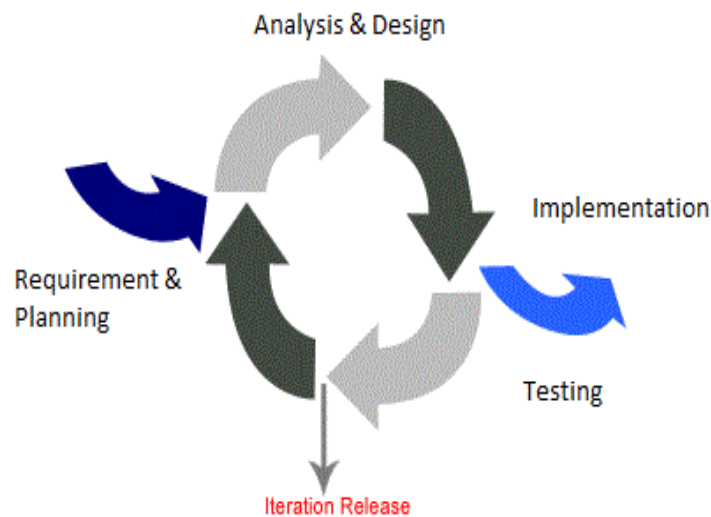 Analysis & Design
Implementation
Requirement &
Planning
Testing
Iteration Release